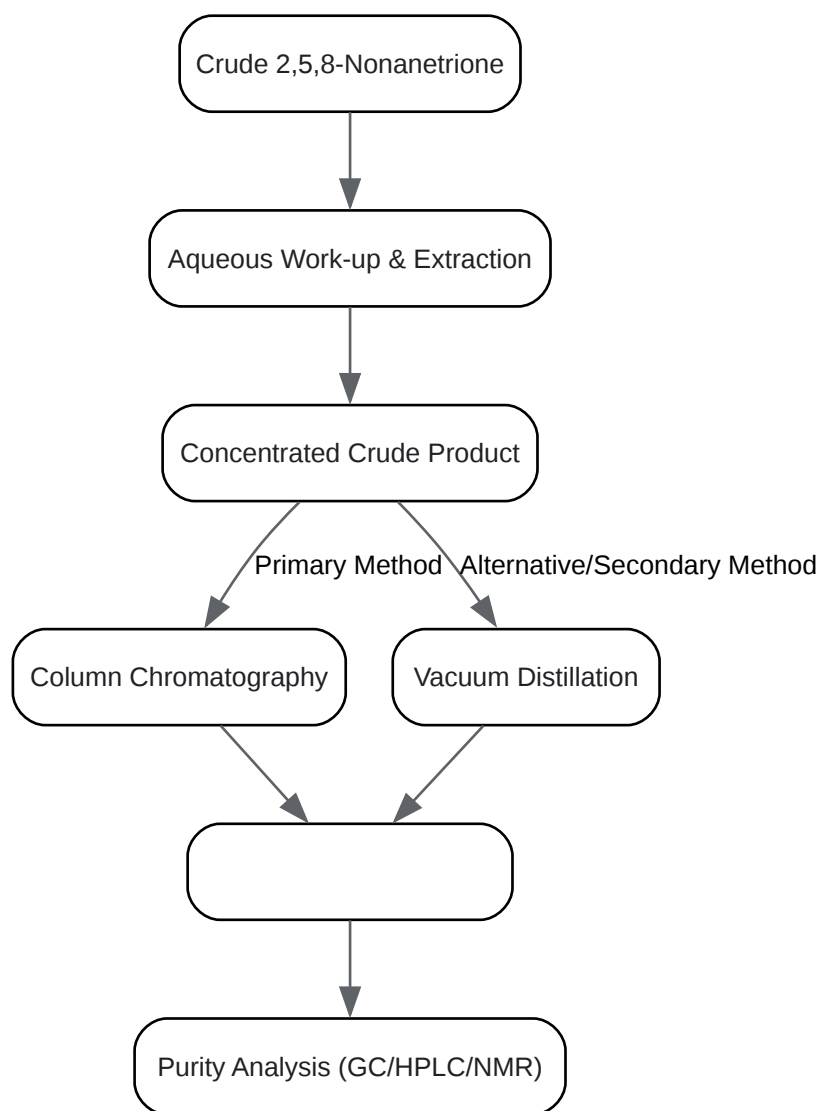 Crude 2,5,8-Nonanetrione
Aqueous Work-up & Extraction
Concentrated Crude Product
Primary Method
Alternative/Secondary Method
Column Chromatography
Vacuum Distillation
Purity Analysis (GC/HPLC/NMR)